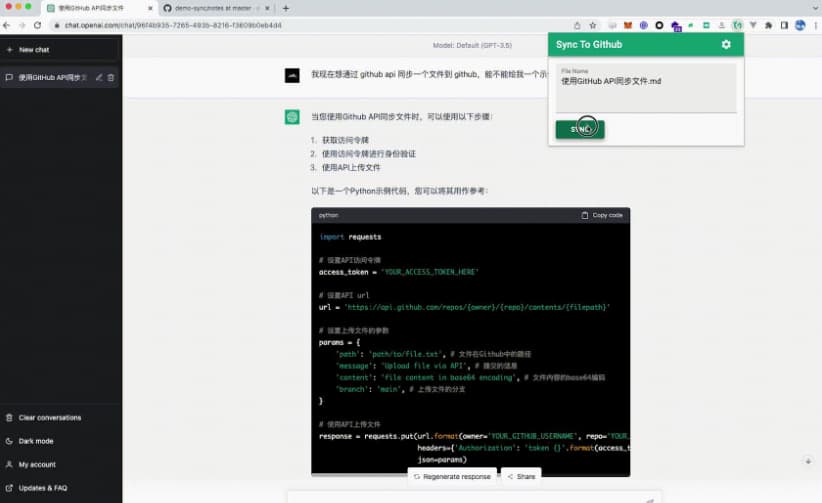 使用GitHub API同步文件
demo-sync/notes at master
chat.openai.com/chat/96f4b935-7265-493b-8216-f3609b0eb4d4
New chat
使用GitHub API同步文
Clear conversations
Dark mode
My account
Updates & FAQ
Model: Default (GPT-3.5)
我现在想通过 github api 同步一个文件到 github，能不能给我一个示
Sync To Github
File Name
使用GitHub API同步文件.md
SYNC
当您使用Github API同步文件时，可以使用以下步骤：
1. 获取访问令牌
2. 使用访问令牌进行身份验证
3. 使用API上传文件
以下是一个Python示例代码，您可以将其用作参考：
python
Copy code
import requests
# 设置API访问令牌
access_token = 'YOUR_ACCESS_TOKEN_HERE'
# 设置API url
url = 'https://api.github.com/repos/{owner}/{repo}/contents/{filepath}'
# 设置上传文件的参数
params = {
'path': 'path/to/file.txt', # 文件在Github中的路径
'message': 'Upload file via API', # 提交的信息
'content': 'file content in base64 encoding', # 文件内容的base64编码
'branch': 'main', # 上传文件的分支
}
# 使用API上传文件
response = requests.put(url.format(owner='YOUR_GITHUB_USERNAME', repo='YOUR_
headers={'Authorization': 'token {}'.format(access_t
json=params)
Regenerate response
Share